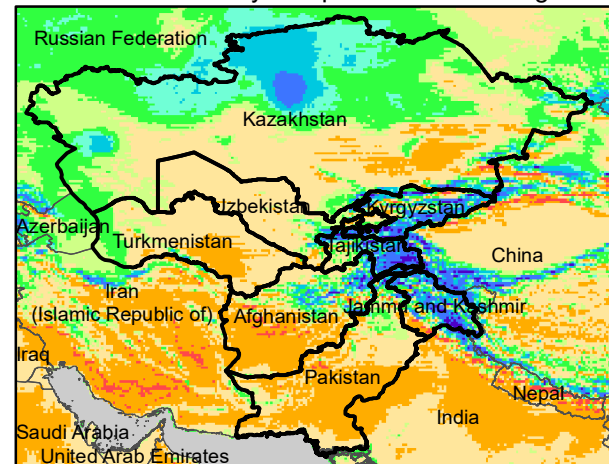 Russian Federation
Kazakhstan
Uzbekistan
Kyrgyzstan
Azerbaijan
Turkmenistan
Tajikistan
China
Iran
(Islamic Republic of)
Afghanistan
Jammu and Kashmir
Iraq
Pakistan
Nepal
India
Saudi Arabia
United Arab Emirates